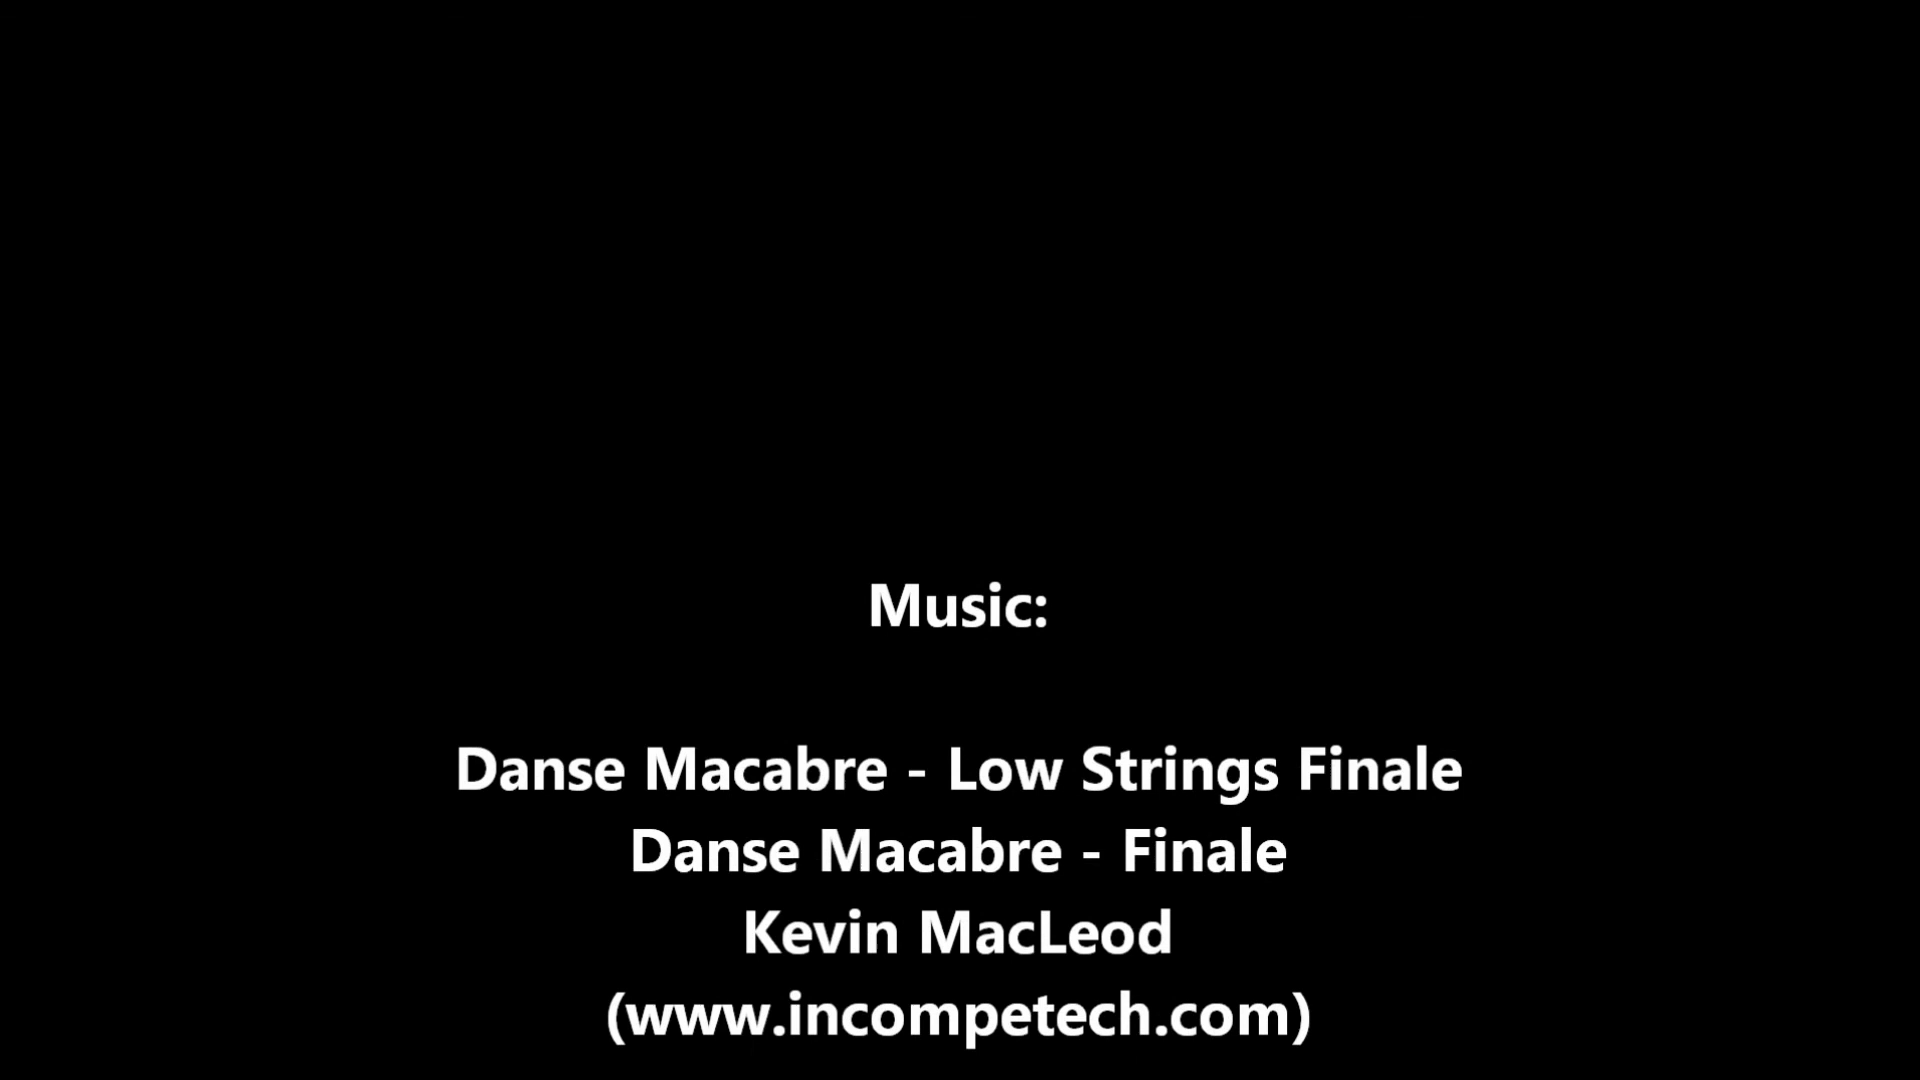 Music:
Danse Macabre - Low Strings Finale
Danse Macabre - Finale
Kevin MacLeod
(www.incompetech.com)